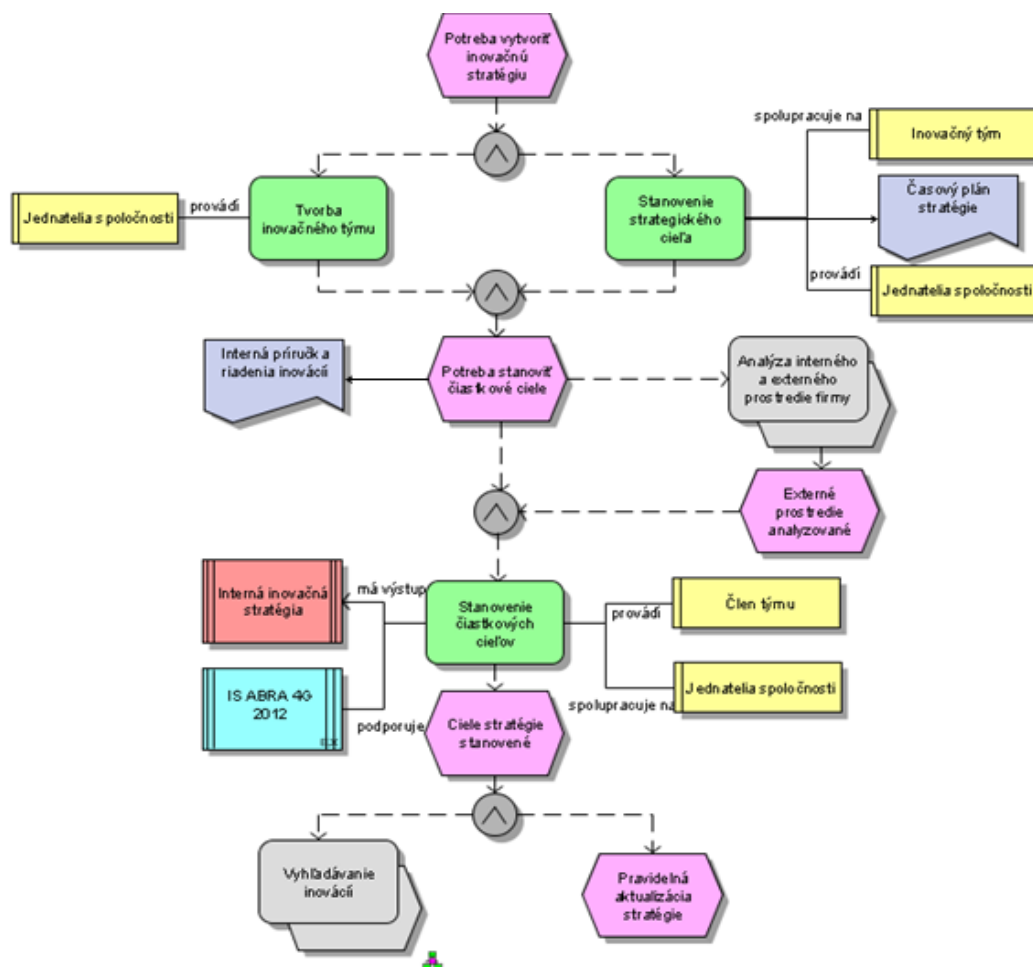 Potreba vytvoriť
inovačnú
stratégiu
spolupracuje na
Inovačný tým
Jednatelia spoločnosti
provádí
Tvorba
inovačného týmu
Stanovenie
strategického
cieľa
Časový plán
stratégie
provádí
Jednatelia spoločnosti
Interná príručka
riadenia inovácií
Potreba stanoviť
čiastkové ciele
Analýza interného
a externého
prostredie firmy
Externé
prostredie
analyzované
Interná inovačná
stratégia
má výstup
Stanovenie
čiastkových
cieľov
provádí
Člen týmu
IS ABRA 4G
2012
podporuje
Ciele stratégie
stanovené
spolupracuje na
Jednatelia spoločnosti
Vyhľadávanie
inovácií
Pravidelná
aktualizácia
stratégie